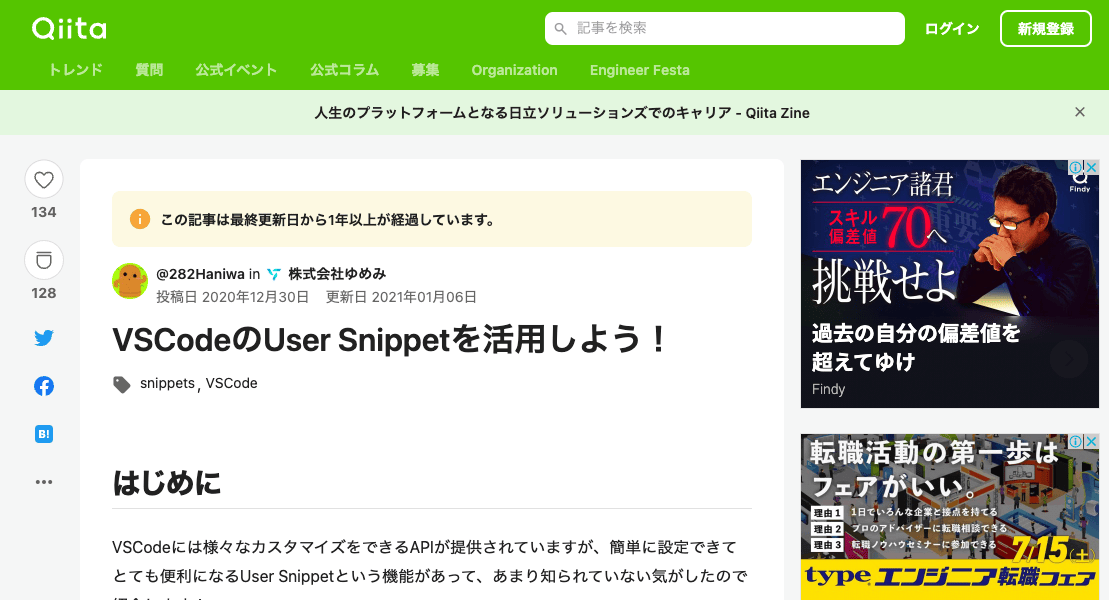 Qiita
記事を検索
ログイン
新規登録
トレンド
質問
公式イベント
公式コラム
募集
Organization
Engineer Festa
人生のプラットフォームとなる日立ソリューションズでのキャリア - Qiita Zine
134
128
B!
この記事は最終更新日から1年以上が経過しています。
@282Haniwa in 株式会社ゆめみ
投稿日 2020年12月30日 更新日 2021年01月06日
VSCodeのUser Snippetを活用しよう！
snippets, VSCode
はじめに
VSCodeには様々なカスタマイズをできるAPIが提供されていますが、簡単に設定できて
とても便利になるUser Snippetという機能があって、あまり知られていない気がしたので
エンジニア諸君
Findy
スキル
偏差値
70へ
挑戦せよ
過去の自分の偏差値を
超えてゆけ
Findy
転職活動の第一歩は
フェアがいい。
理由1 1日でいろんな企業と接点を持てる
理由2 プロのアドバイザーに転職相談できる
理由3 転職ノウハウセミナーに参加できる
7/15土
type エンジニア転職フェア